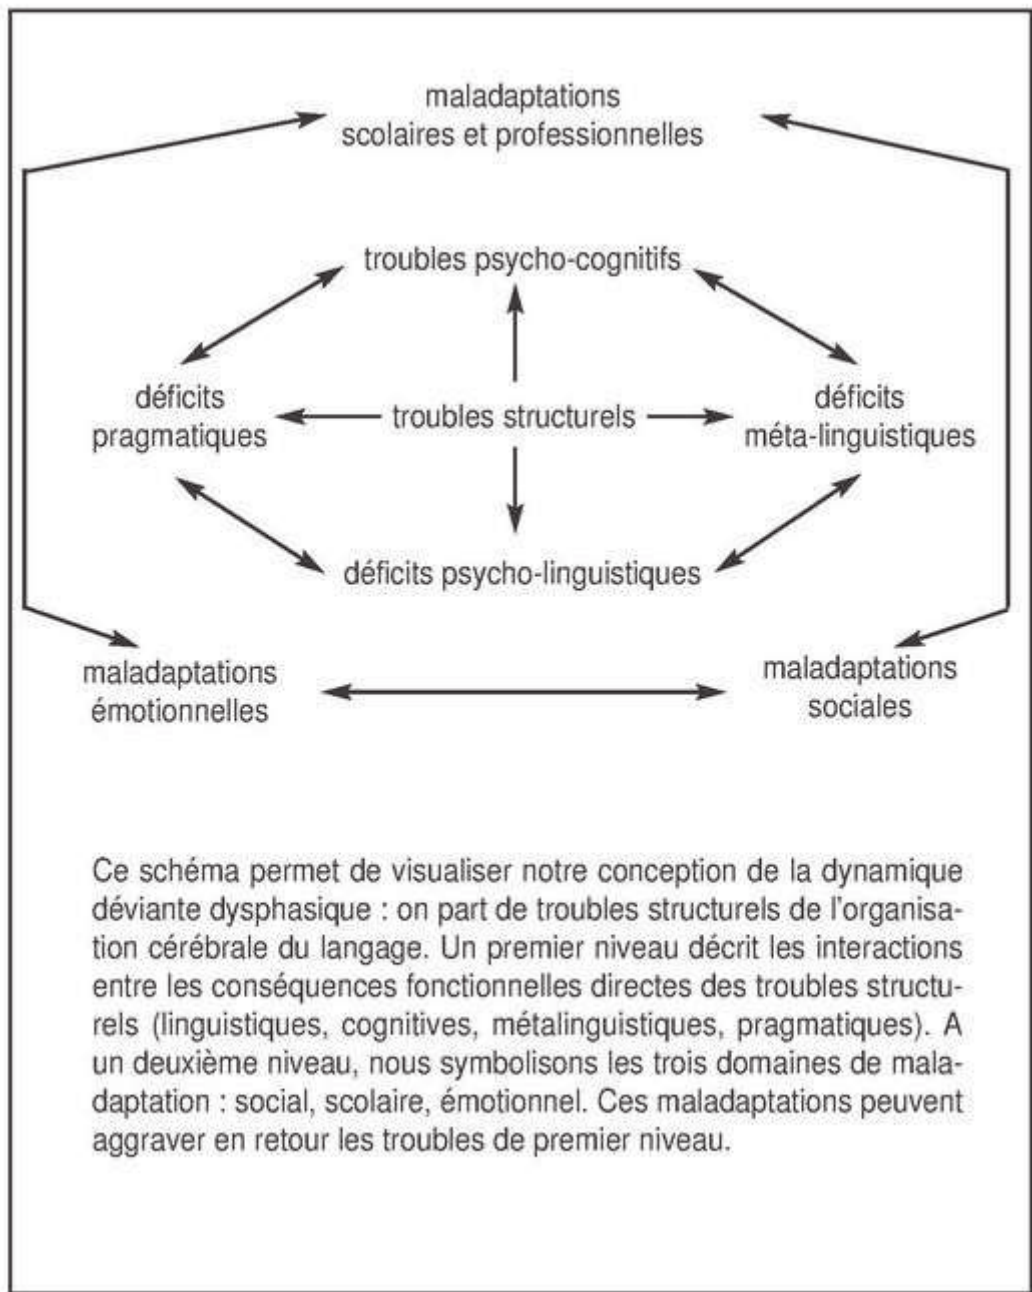 maladaptations
scolaires et professionnelles
troubles psycho-cognitifs
déficits
pragmatiques
troubles structurels
déficits
méta-linguistiques
déficits psycho-linguistiques
maladaptations
émotionnelles
maladaptations
sociales
Ce schéma permet de visualiser notre conception de la dynamique
déviante dysphasique : on part de troubles structurels de l'organisa-
tion cérébrale du langage. Un premier niveau décrit les interactions
entre les conséquences fonctionnelles directes des troubles structu-
rels (linguistiques, cognitives, métalinguistiques, pragmatiques). A
un deuxième niveau, nous symbolisons les trois domaines de mala-
daptation : social, scolaire, émotionnel. Ces maladaptations peuvent
aggraver en retour les troubles de premier niveau.